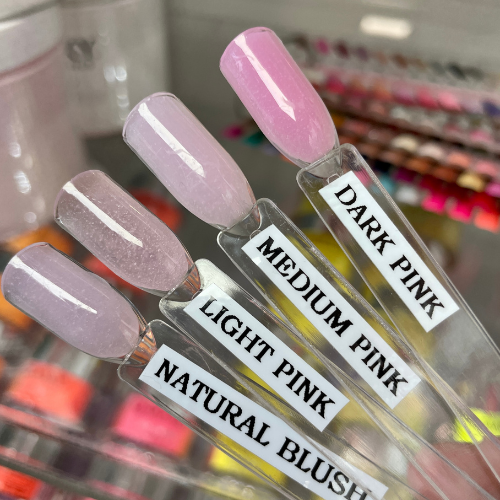 DARK PINK
MEDIUM PINK
LIGHT PINK
NATURAL BLUSH